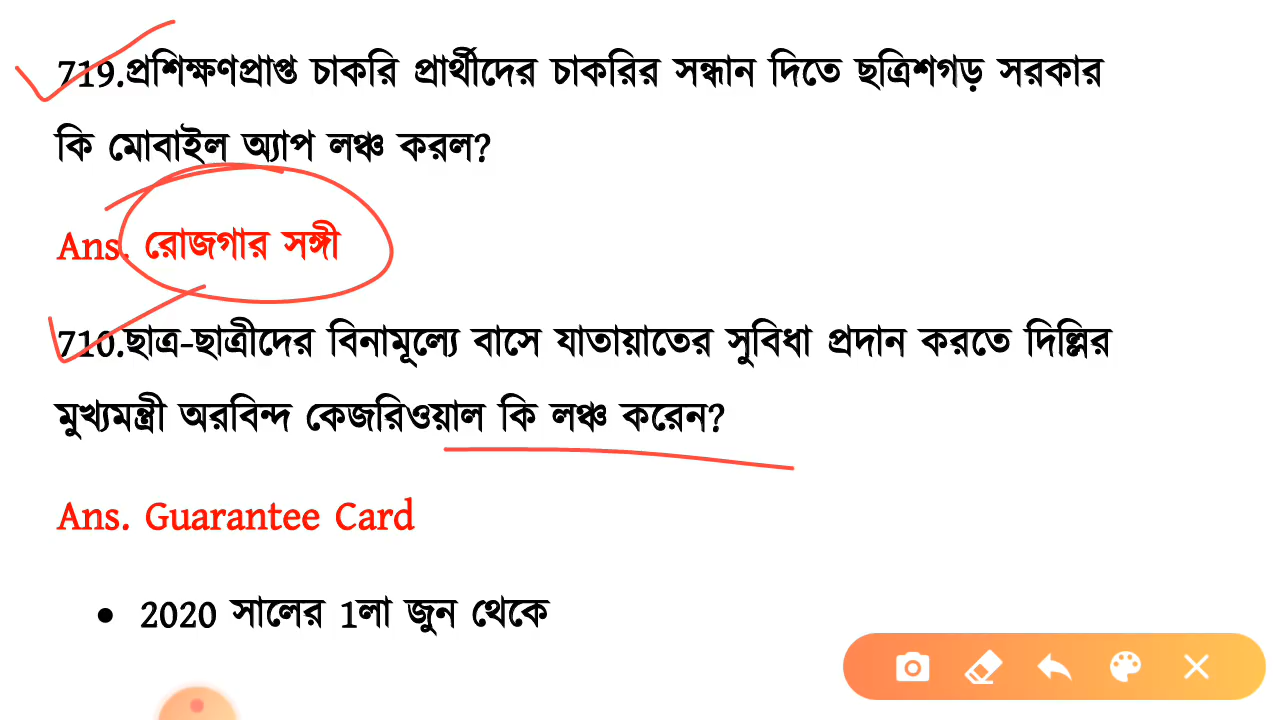 719.প্রশিক্ষণপ্রাপ্ত চাকরি প্রার্থীদের চাকরির সন্ধান দিতে ছত্রিশগড় সরকার
কি মোবাইল অ্যাপ লঞ্চ করল?
Ans. রোজগার সঙ্গী
710.ছাত্র-ছাত্রীদের বিনামূল্যে বাসে যাতায়াতের সুবিধা প্রদান করতে দিল্লির
মুখ্যমন্ত্রী অরবিন্দ কেজরিওয়াল কি লঞ্চ করেন?
Ans. Guarantee Card
• 2020 সালের 1লা জুন থেকে